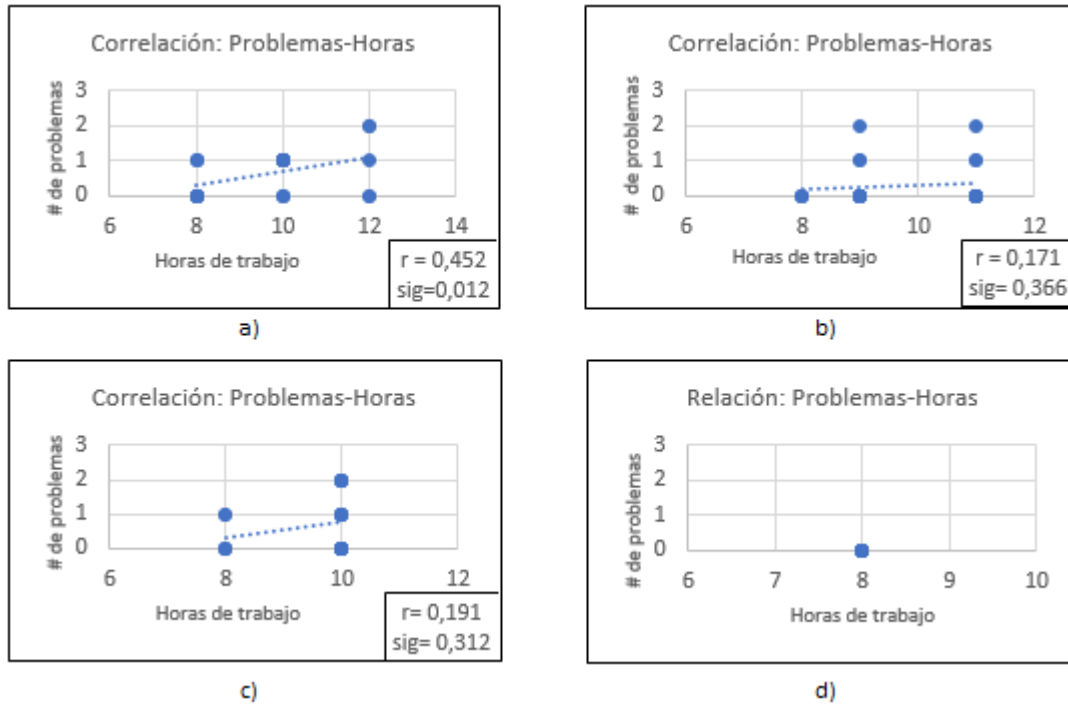 Correlación: Problemas-Horas
# de problemas
3
2
1
0
6
8
10
12
14
Horas de trabajo
r = 0,452
sig=0,012
a)
Correlación: Problemas-Horas
# de problemas
3
2
1
0
6
8
10
12
Horas de trabajo
r = 0,171
sig= 0,366
b)
Correlación: Problemas-Horas
# de problemas
3
2
1
0
6
8
10
12
Horas de trabajo
r= 0,191
sig= 0,312
c)
Relación: Problemas-Horas
# de problemas
3
2
1
0
6
7
8
9
10
Horas de trabajo
d)